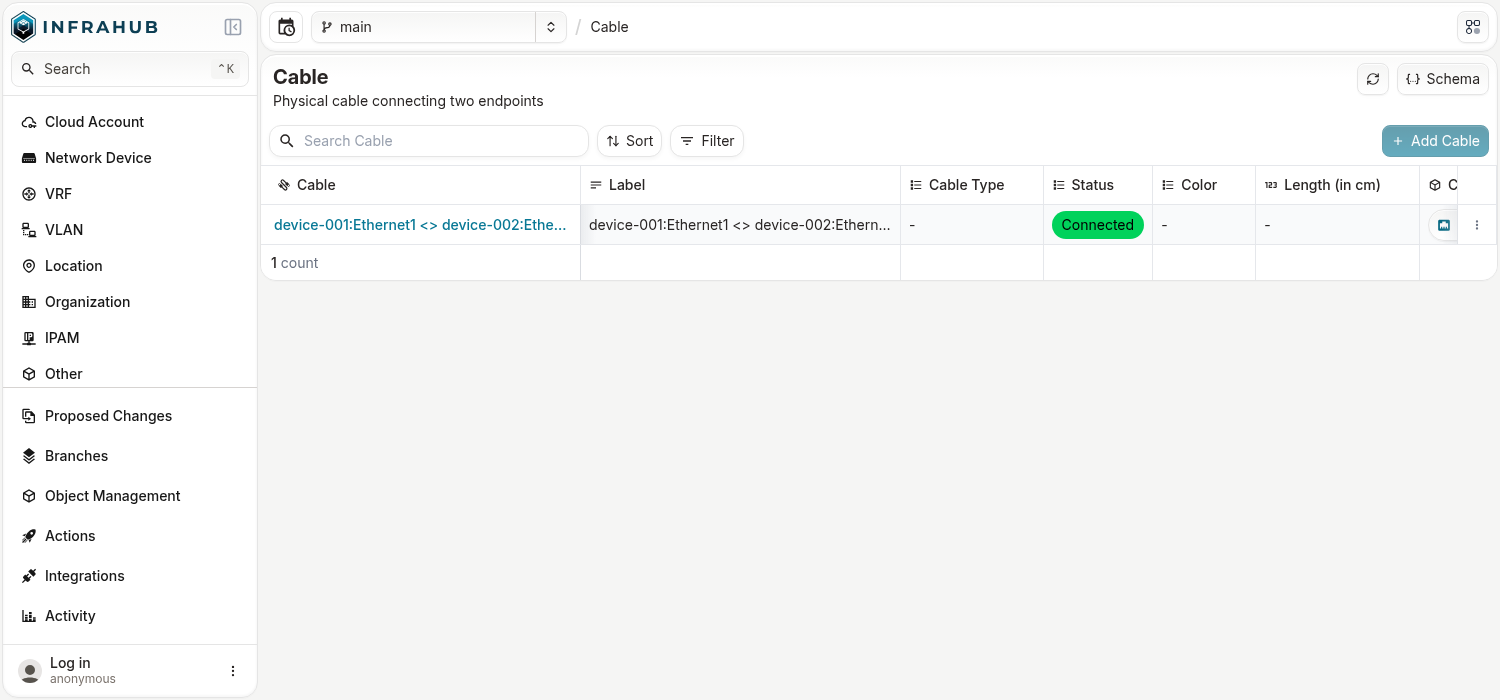 INFRAHUB
Search
^K
Cloud Account
Network Device
VRF
VLAN
Location
Organization
IPAM
Other
Proposed Changes
Branches
Object Management
Actions
Integrations
Activity
Log in
anonymous
main
/
Cable
Cable
Physical cable connecting two endpoints
{..} Schema
Search Cable
Sort
Filter
+ Add Cable
Cable
Label
Cable Type
Status
Color
123 Length (in cm)
C
device-001:Ethernet1 <> device-002:Ethe...
device-001:Ethernet1 <> device-002:Ethern...
-
Connected
-
-
1 count